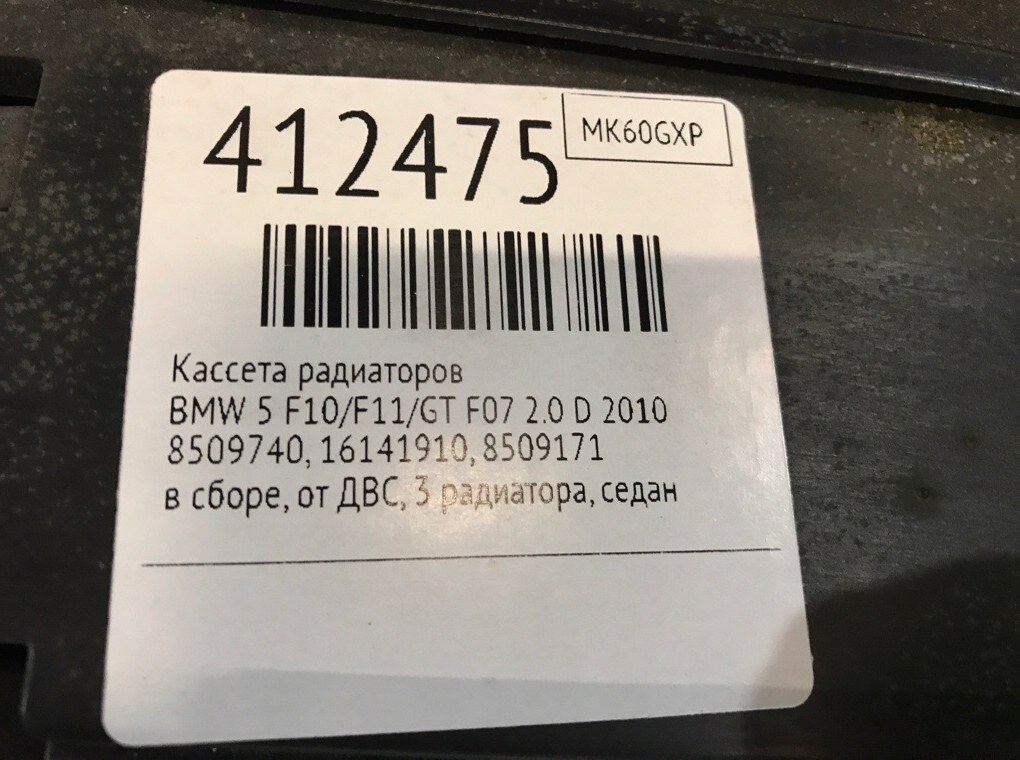 412475
MK60GXP
Кассета радиаторов
BMW 5 F10/F11/GT F07 2.0 D 2010
8509740, 16141910, 8509171
в сборе, от ДВС, 3 радиатора, седан